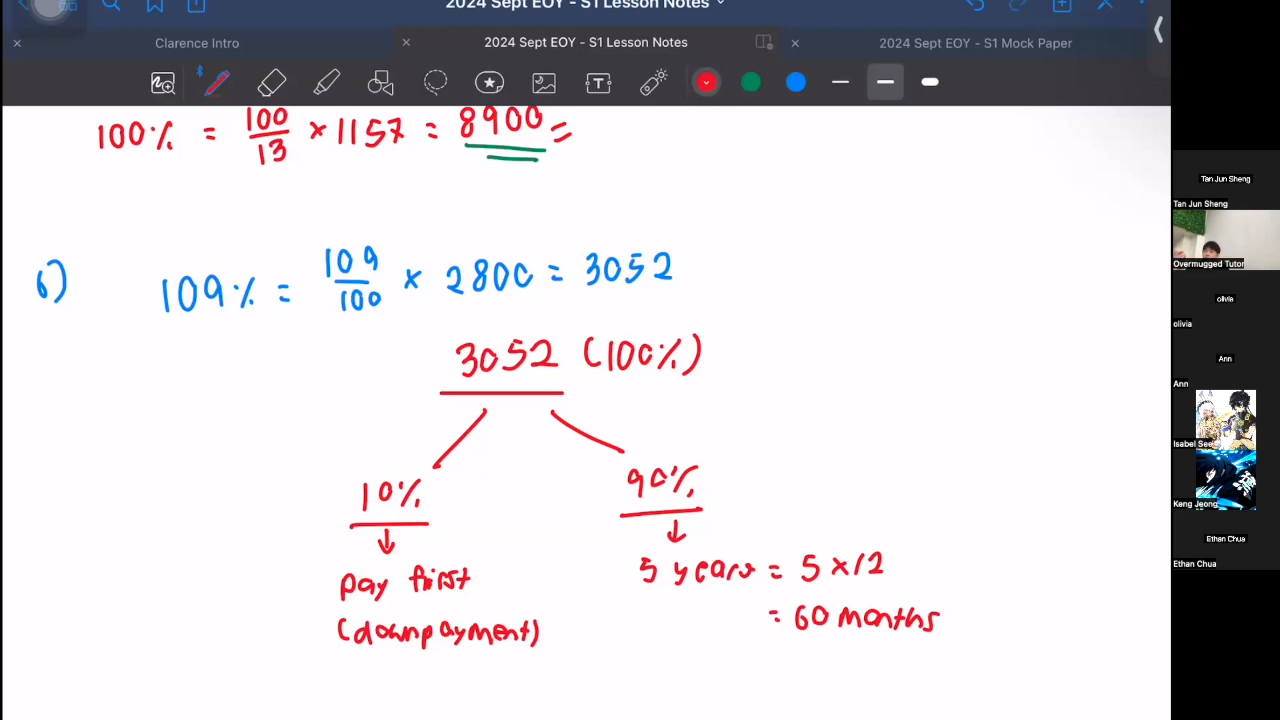 2024 Sept EOY - S1 Lesson Notes
Clarence Intro
2024 Sept EOY - S1 Lesson Notes
2024 Sept EOY - S1 Mock Paper
100% = 100/13 × 1157 = 8900 =
b) 109% = 109/100 × 2800 = 3052
3052 (100%)
10%
90%
pay first
(downpayment)
5 years = 5 × 12
= 60 months
Tan Jun Sheng
Tan Jun Sheng
Overmugged Tutor
olivia
olivia
Ann
Ann
Isabel See
Keng Jeong
Ethan Chua
Ethan Chua